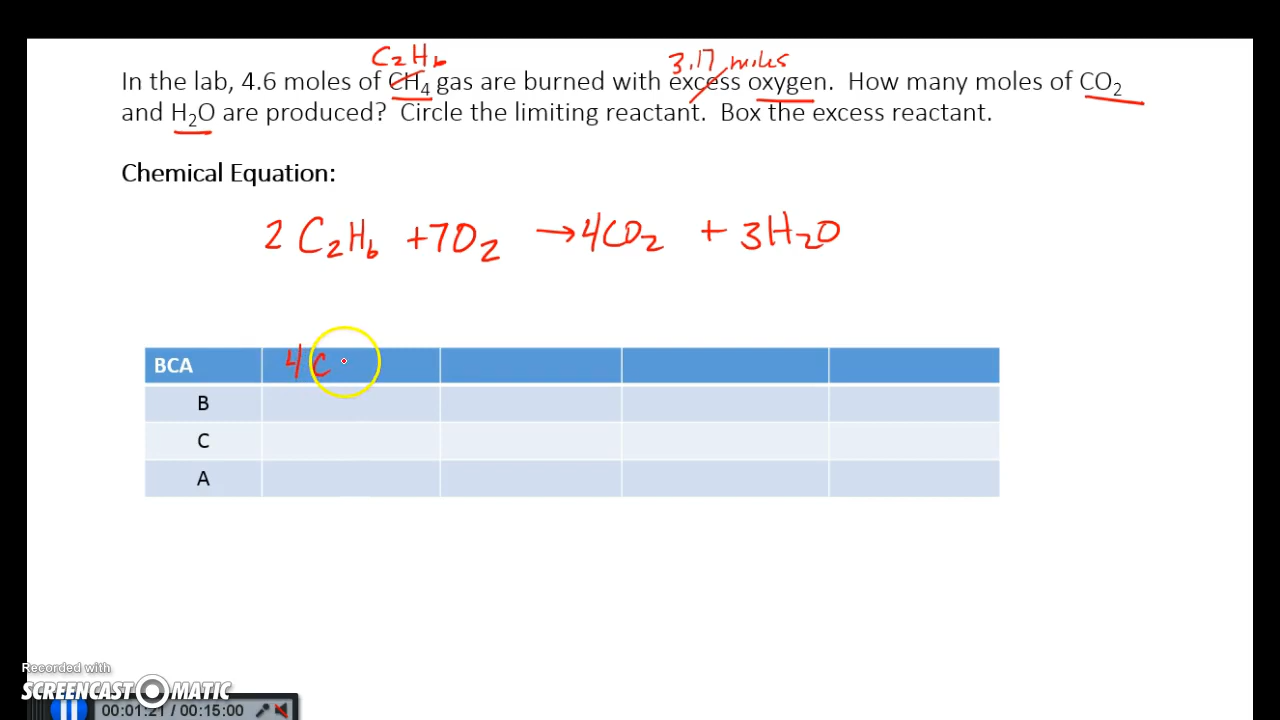 C₂H₆ 3.17 moles
In the lab, 4.6 moles of CH₄ gas are burned with excess oxygen. How many moles of CO₂
and H₂O are produced? Circle the limiting reactant. Box the excess reactant.
Chemical Equation:
2 C₂H₆ + 7O₂ → 4CO₂ + 3H₂O
BCA 4 C
B
C
A
Recorded with
SCREENCAST O MATIC
00:01:21 / 00:15:00